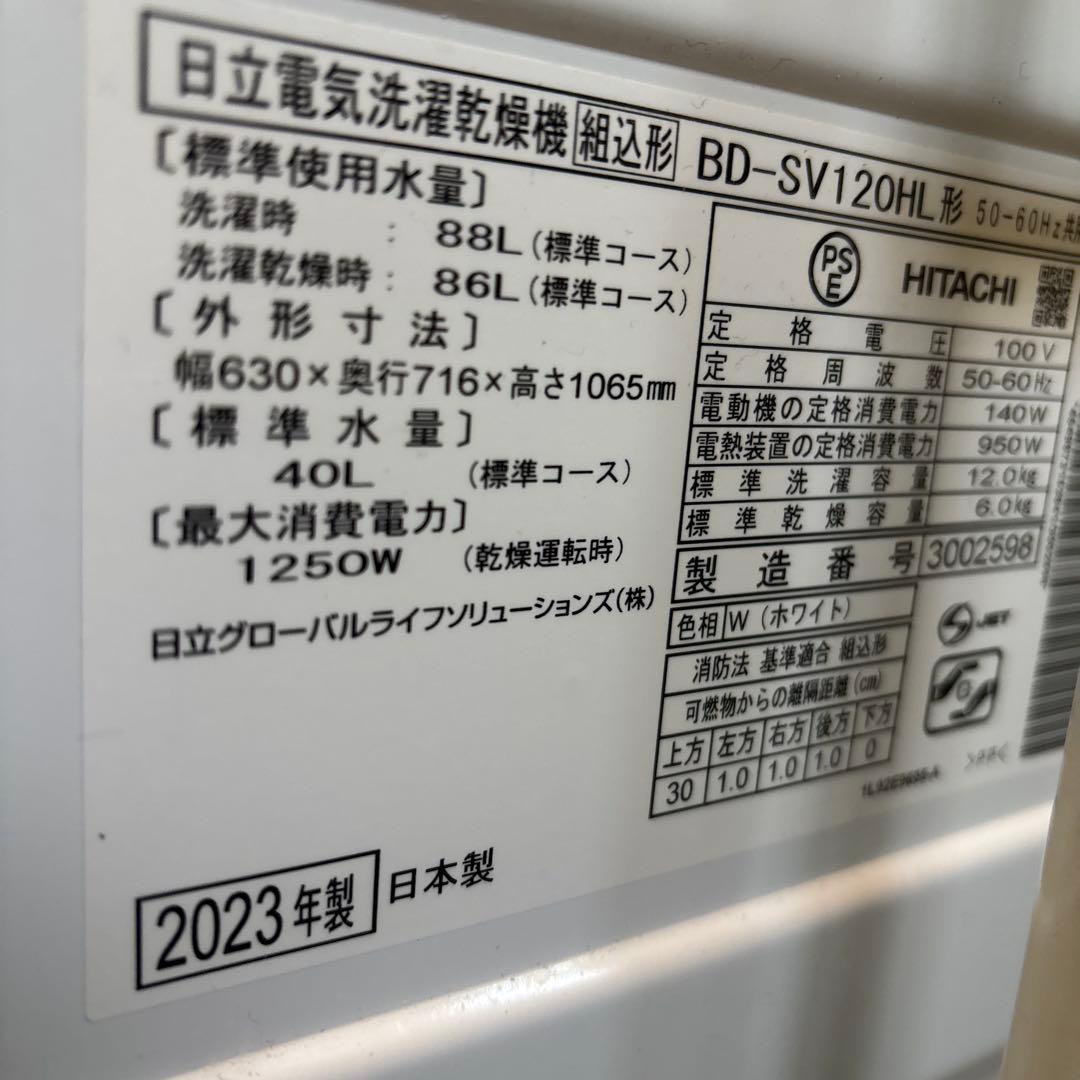 日立電気洗濯乾燥機 組込形 BD-SV120HL形 50-60Hz共用
〔標準使用水量〕
洗濯時 : 88L (標準コース)
洗濯乾燥時: 86L (標準コース)
〔外形寸法〕
幅630×奥行716×高さ1065mm
〔標準水量〕
40L (標準コース)
〔最大消費電力〕
1250W (乾燥運転時)
日立グローバルライフソリューションズ(株)
PSE HITACHI
定格電圧 100V
定格周波数 50-60Hz
電動機の定格消費電力 140W
電熱装置の定格消費電力 950W
標準洗濯容量 12.0kg
標準乾燥容量 6.0kg
製造番号 3002598
色相 W (ホワイト)
消防法 基準適合 組込形
可燃物からの離隔距離(cm)
上方 左方 右方 後方 下方
30 1.0 1.0 1.0 0
JET
>PP<
2023年製 日本製